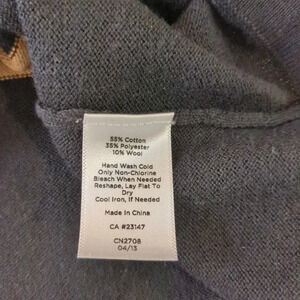 55% Cotton
35% Polyester
10% Wool
Hand Wash Cold
Only Non-Chlorine
Bleach When Needed
Reshape, Lay Flat To
Dry
Cool Iron, If Needed
Made In China
CA #23147
CN2708
04/13